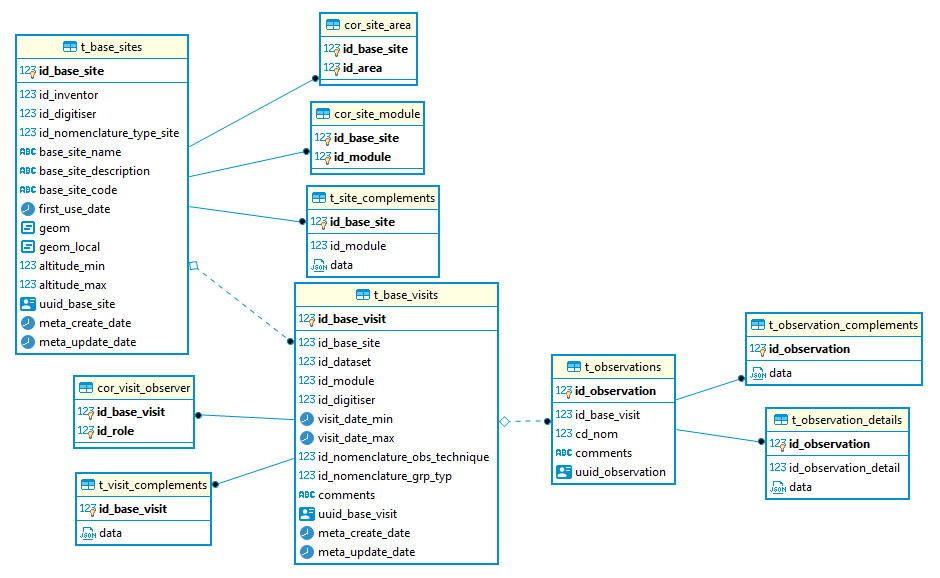 t_base_sites
123 id_base_site
123 id_inventor
123 id_digitiser
123 id_nomenclature_type_site
ABC base_site_name
ABC base_site_description
ABC base_site_code
first_use_date
geom
geom_local
123 altitude_min
123 altitude_max
uuid_base_site
meta_create_date
meta_update_date
cor_site_area
123 id_base_site
123 id_area
cor_site_module
123 id_base_site
123 id_module
t_site_complements
123 id_base_site
123 id_module
JSON data
t_base_visits
123 id_base_visit
123 id_base_site
123 id_dataset
123 id_module
123 id_digitiser
visit_date_min
visit_date_max
123 id_nomenclature_obs_technique
123 id_nomenclature_grp_typ
ABC comments
uuid_base_visit
meta_create_date
meta_update_date
cor_visit_observer
123 id_base_visit
123 id_role
t_visit_complements
123 id_base_visit
JSON data
t_observations
123 id_observation
123 id_base_visit
123 cd_nom
ABC comments
uuid_observation
t_observation_complements
123 id_observation
JSON data
t_observation_details
123 id_observation
123 id_observation_detail
JSON data